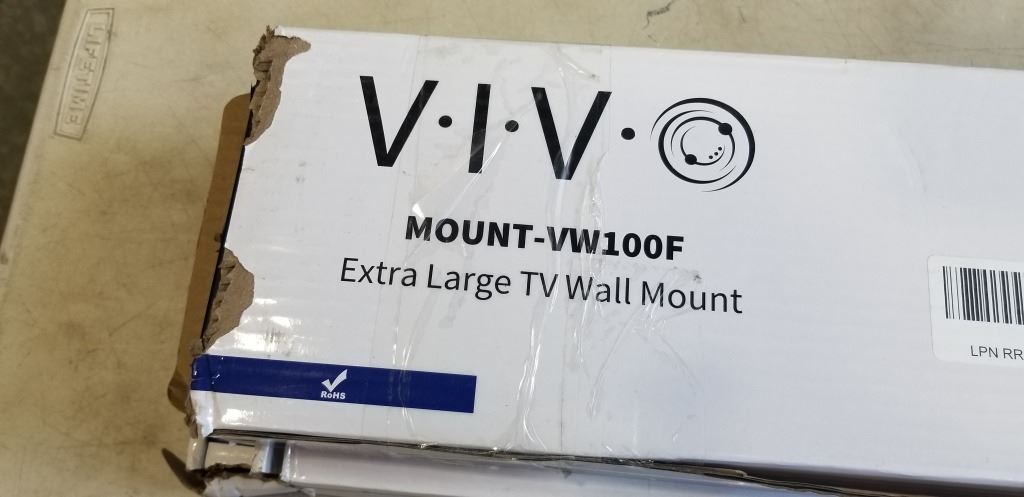 LIFETIME
V·I·V·O
MOUNT-VW100F
Extra Large TV Wall Mount
LPN RR
RoHS